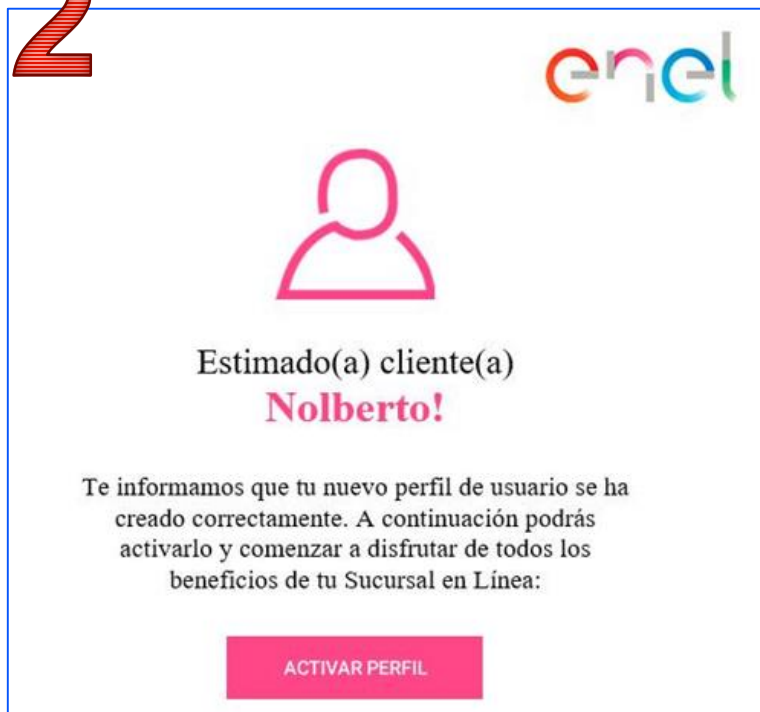 2
enel
Estimado(a) cliente(a)
Nolberto!
Te informamos que tu nuevo perfil de usuario se ha
creado correctamente. A continuación podrás
activarlo y comenzar a disfrutar de todos los
beneficios de tu Sucursal en Línea:
ACTIVAR PERFIL